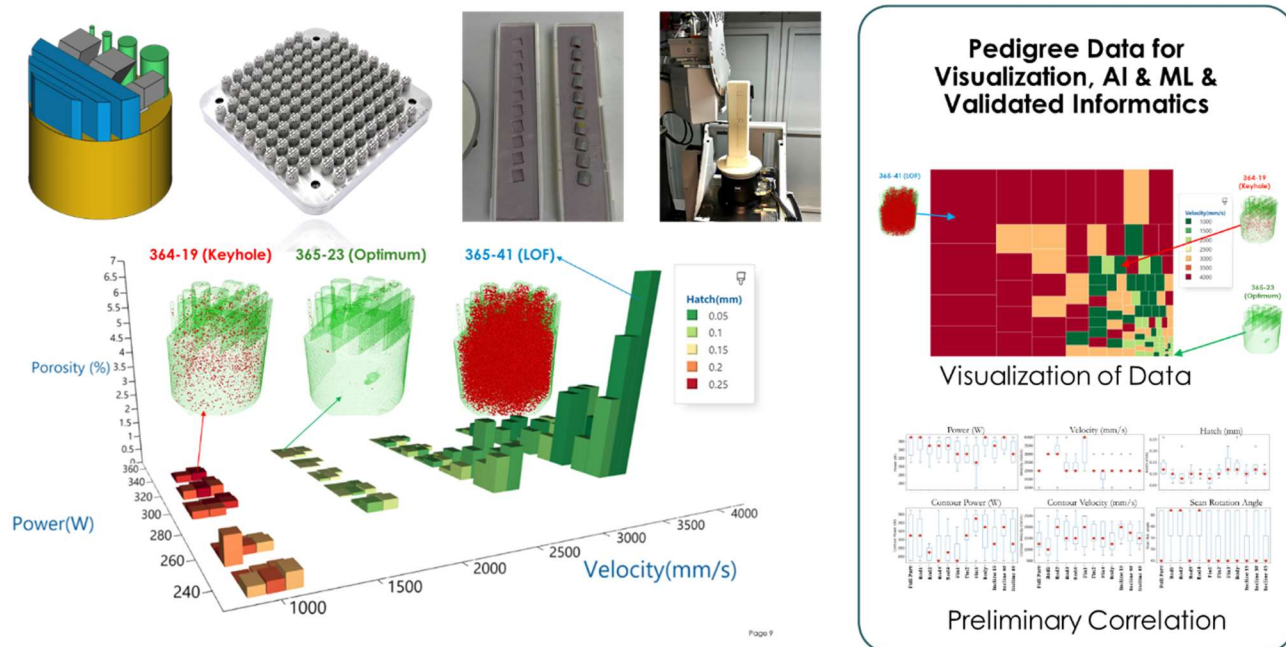 364-19 (Keyhole)
365-23 (Optimum)
365-41 (LOF)
7
6.5
6
5.5
5
4.5
4
3.5
3
2.5
2
1.5
1
0.5
0
Porosity (%)
Hatch(mm)
0.05
0.1
0.15
0.2
0.25
360
340
320
300
280
260
240
Power(W)
1000
1500
2000
2500
3000
3500
4000
Velocity(mm/s)
Page 9
Pedigree Data for
Visualization, AI & ML &
Validated Informatics
365-41 (LOF)
364-19
(Keyhole)
Velocity(mm/s)
1000
1500
2000
2500
3000
3500
4000
365-23
(Optimum)
Visualization of Data
Power (W)
Velocity (mm/s)
Hatch (mm)
Contour Power (W)
Contour Velocity (mm/s)
Scan Rotation Angle
Full Part
Preliminary Correlation